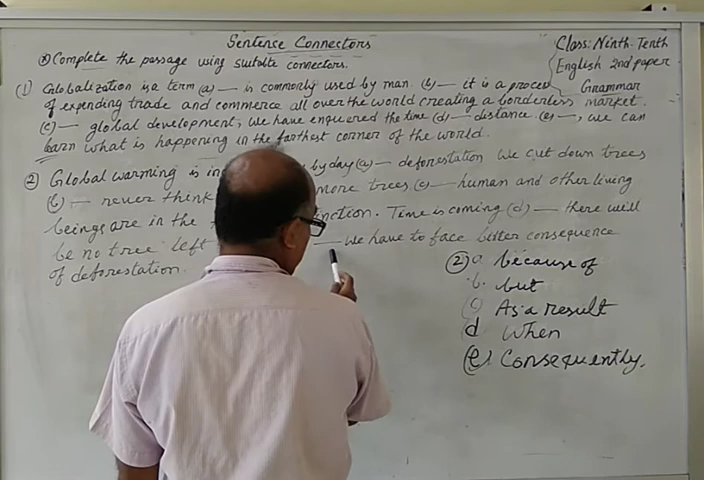 Sentence Connectors
Class: Ninth-Tenth
English 2nd paper
Grammar
Complete the passage using suitable connectors.
(1) Globalization is a term (a) — is commonly used by man. (b) — it is a proces
of expending trade and commerce all over the world creating a borderless market.
(c) — global development, we have enquered the time (d) — distance. (e) —, we can
learn what is happening in the farthest corner of the world.
(2) Global warming is in by day (a) — deforestation We cut down trees
(b) — never think more trees (c) — human and other living
beings are in the inction. Time is coming (d) — there will
be no tree left — we have to face bitter consequence
of deforestation.
(2) a. because of
b. but
(c) As a result
d When
(e) Consequently.